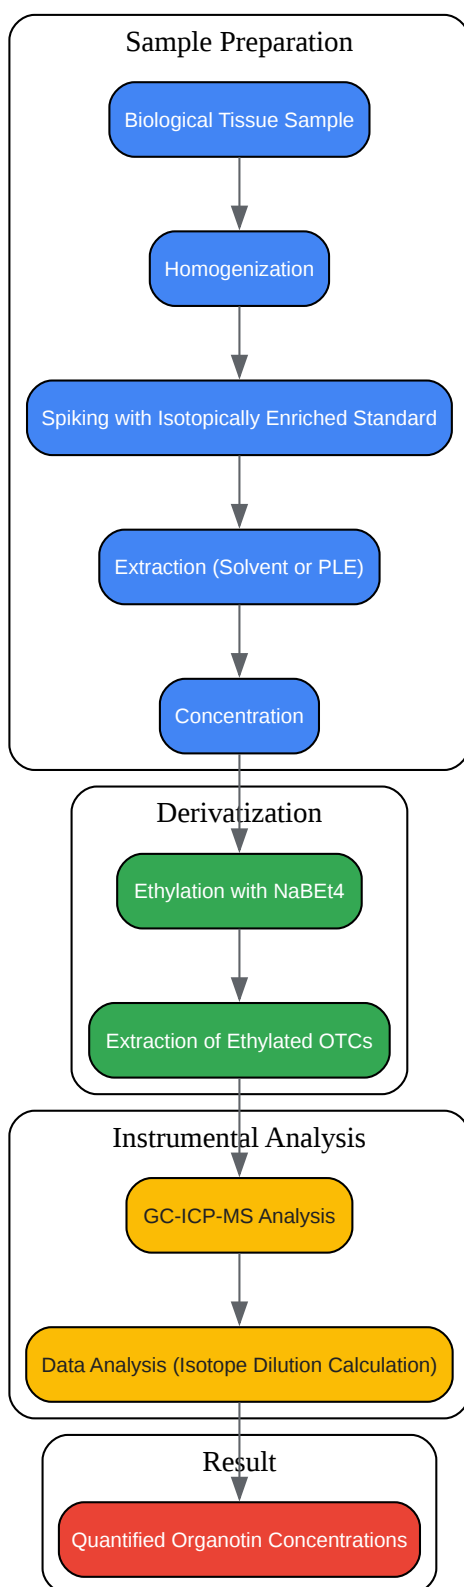 Sample Preparation
Biological Tissue Sample
Homogenization
Spiking with Isotopically Enriched Standard
Extraction (Solvent or PLE)
Concentration
Derivatization
Ethylation with NaBEt4
Extraction of Ethylated OTCs
Instrumental Analysis
GC-ICP-MS Analysis
Data Analysis (Isotope Dilution Calculation)
Result
Quantified Organotin Concentrations